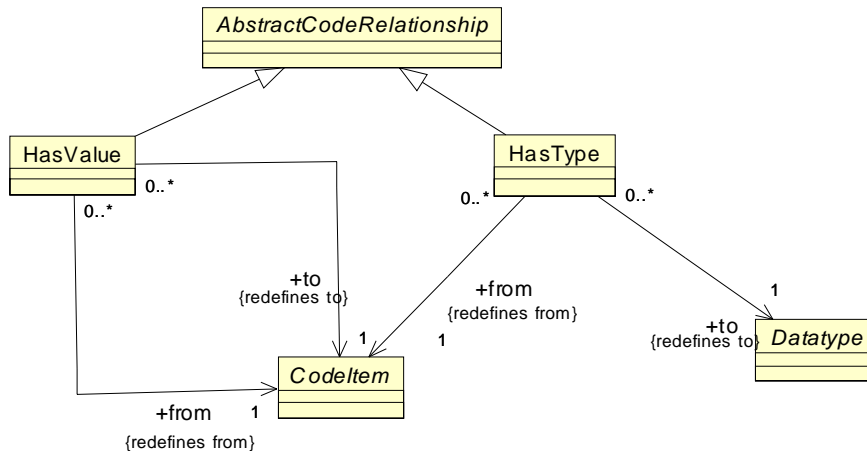 AbstractCodeRelationship
HasValue
HasType
0..*
0..*
0..*
0..*
+to
{redefines to}
+from
{redefines from}
1
+to
{redefines to}
1
1
Datatype
CodeItem
+from
1
{redefines from}